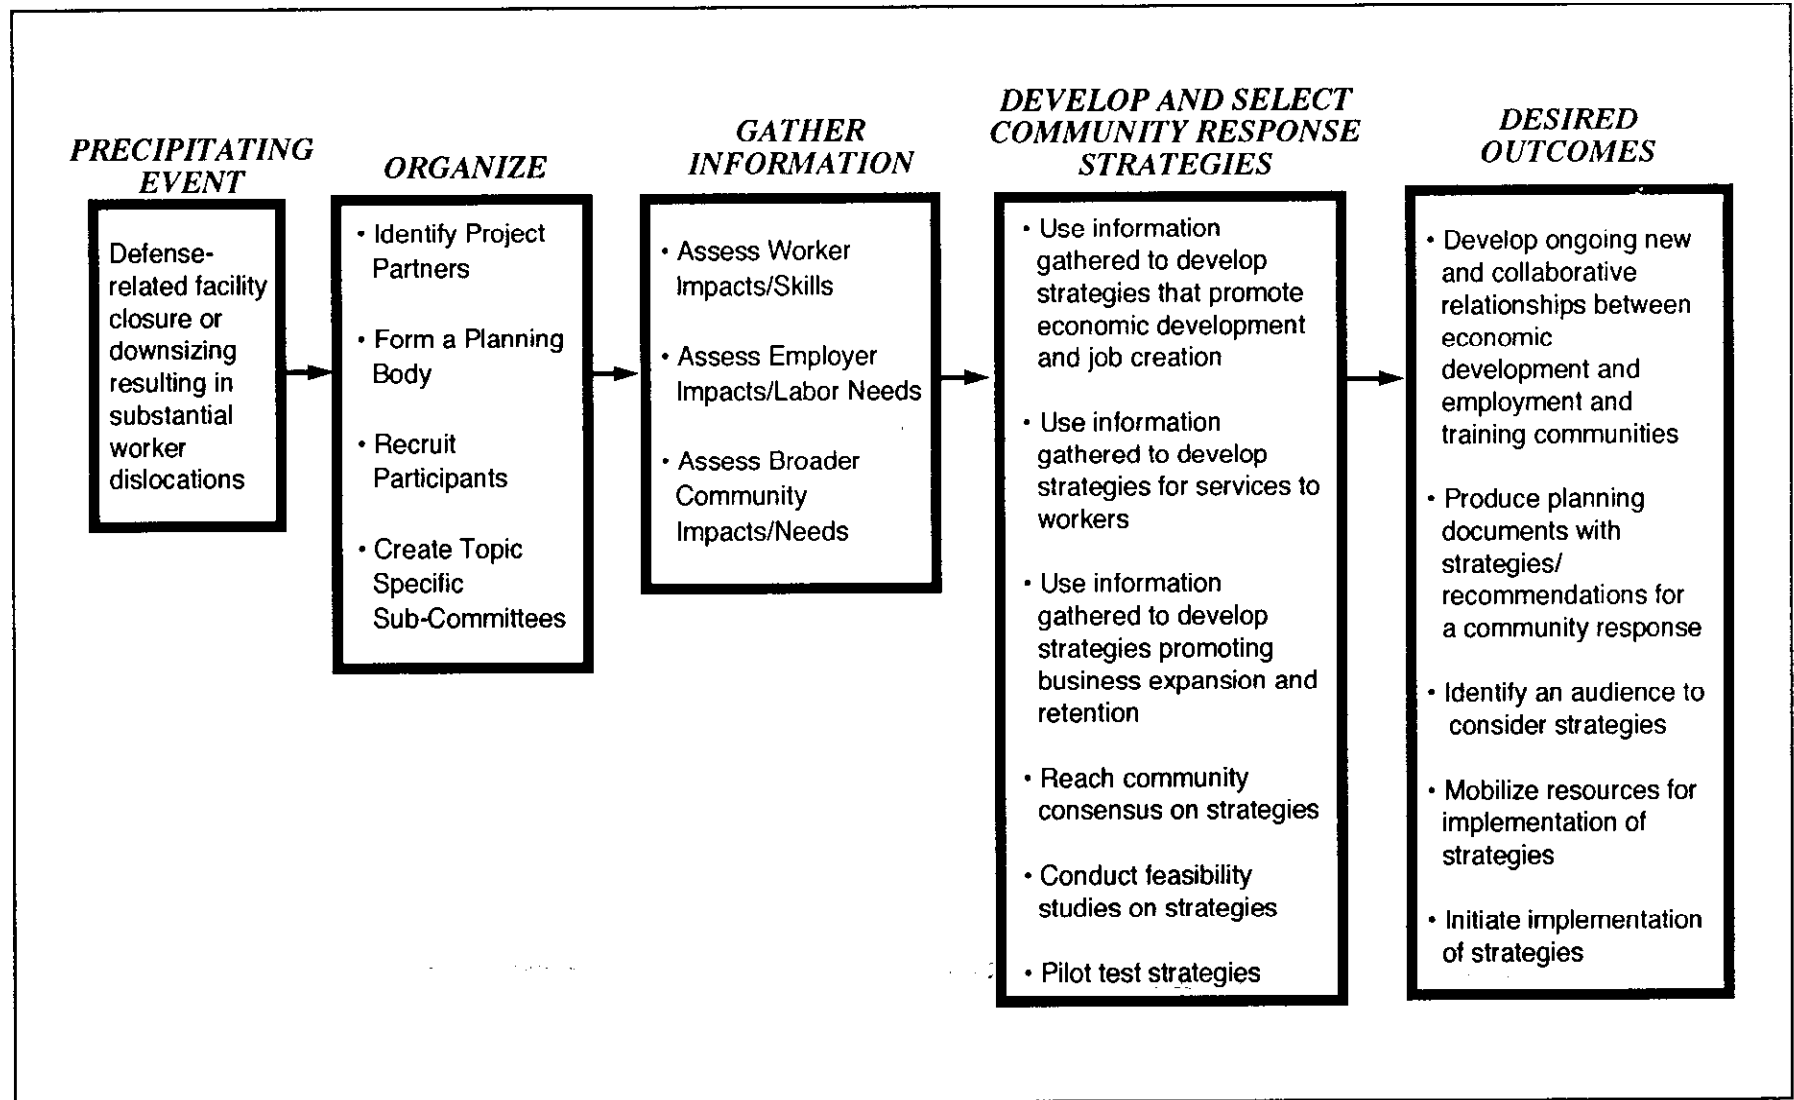 PRECIPITATING
EVENT
Defense-
related facility
closure or
downsizing
resulting in
substantial
worker
dislocations
ORGANIZE
• Identify Project
Partners
• Form a Planning
Body
• Recruit
Participants
• Create Topic
Specific
Sub-Committees
GATHER
INFORMATION
• Assess Worker
Impacts/Skills
• Assess Employer
Impacts/Labor Needs
• Assess Broader
Community
Impacts/Needs
DEVELOP AND SELECT
COMMUNITY RESPONSE
STRATEGIES
• Use information
gathered to develop
strategies that promote
economic development
and job creation
• Use information
gathered to develop
strategies for services to
workers
• Use information
gathered to develop
strategies promoting
business expansion and
retention
• Reach community
consensus on strategies
• Conduct feasibility
studies on strategies
• Pilot test strategies
DESIRED
OUTCOMES
• Develop ongoing new
and collaborative
relationships between
economic
development and
employment and
training communities
• Produce planning
documents with
strategies/
recommendations for
a community response
• Identify an audience to
consider strategies
• Mobilize resources for
implementation of
strategies
• Initiate implementation
of strategies